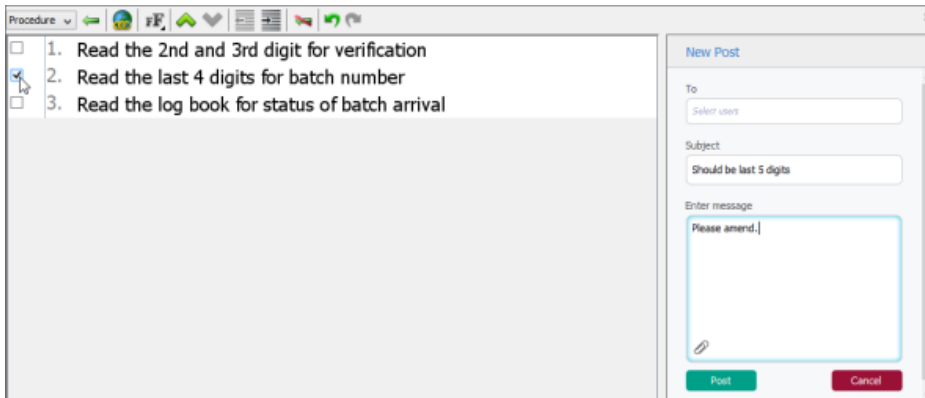 Procedure
1. Read the 2nd and 3rd digit for verification
2. Read the last 4 digits for batch number
3. Read the log book for status of batch arrival
New Post
To
Select users
Subject
Should be last 5 digits
Enter message
Please amend.
Post Cancel